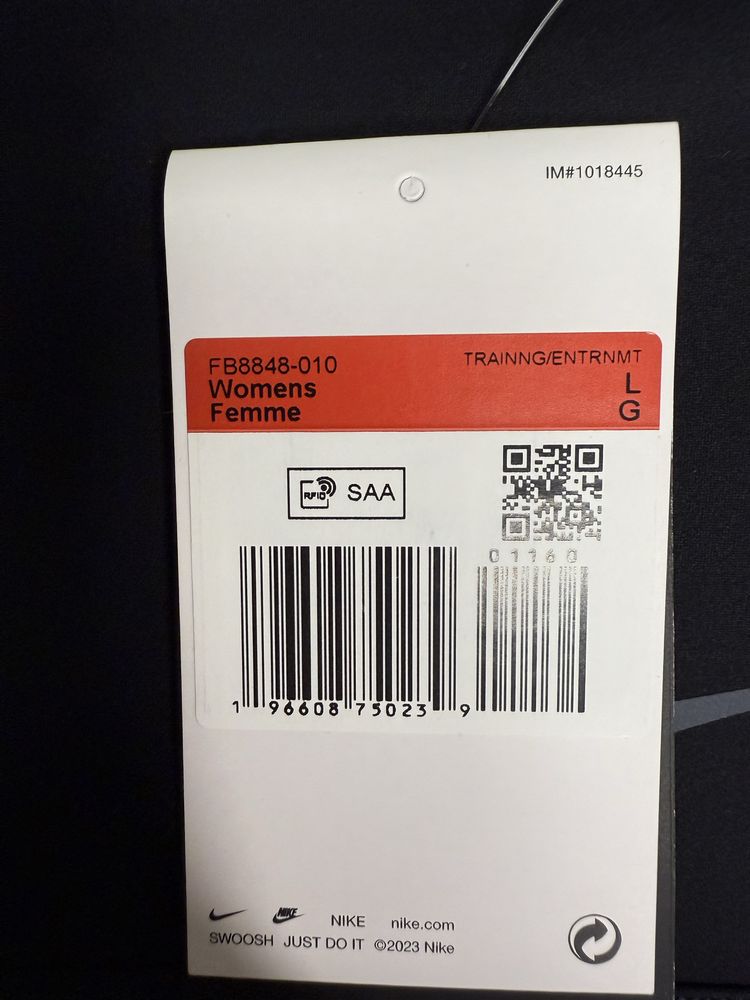 IM#1018445
FB8848-010 TRAINNG/ENTRNMT
Womens L
Femme G
RFID SAA
01160
1 96608 75023 9
NIKE NIKE nike.com
SWOOSH JUST DO IT ©2023 Nike